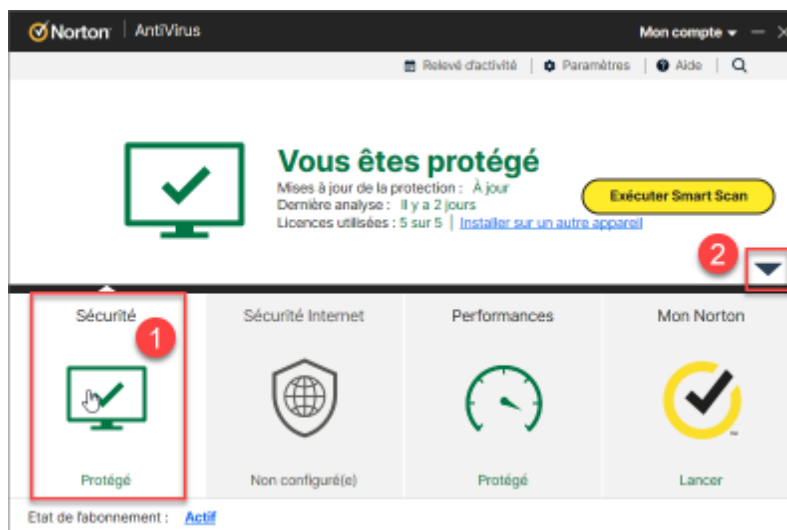 Norton AntiVirus Mon compte
Relevé d'activité Paramètres Aide
Vous êtes protégé
Mises à jour de la protection : À jour
Dernière analyse : Il y a 2 jours
Exécuter Smart Scan
Licences utilisées : 5 sur 5 | Installer sur un autre appareil
2
Sécurité Sécurité Internet Performances Mon Norton
1
Protégé Non configuré(e) Protégé Lancer
Etat de l'abonnement : Actif